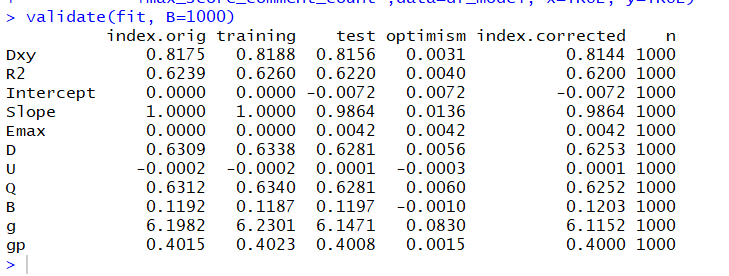 +max_score_comment_count ,data=df_model, x=TRUE, y=TRUE)
> validate(fit, B=1000)
index.orig training test optimism index.corrected n
Dxy 0.8175 0.8188 0.8156 0.0031 0.8144 1000
R2 0.6239 0.6260 0.6220 0.0040 0.6200 1000
Intercept 0.0000 0.0000 -0.0072 0.0072 -0.0072 1000
Slope 1.0000 1.0000 0.9864 0.0136 0.9864 1000
Emax 0.0000 0.0000 0.0042 0.0042 0.0042 1000
D 0.6309 0.6338 0.6281 0.0056 0.6253 1000
U -0.0002 -0.0002 0.0001 -0.0003 0.0001 1000
Q 0.6312 0.6340 0.6281 0.0060 0.6252 1000
B 0.1192 0.1187 0.1197 -0.0010 0.1203 1000
g 6.1982 6.2301 6.1471 0.0830 6.1152 1000
gp 0.4015 0.4023 0.4008 0.0015 0.4000 1000
>